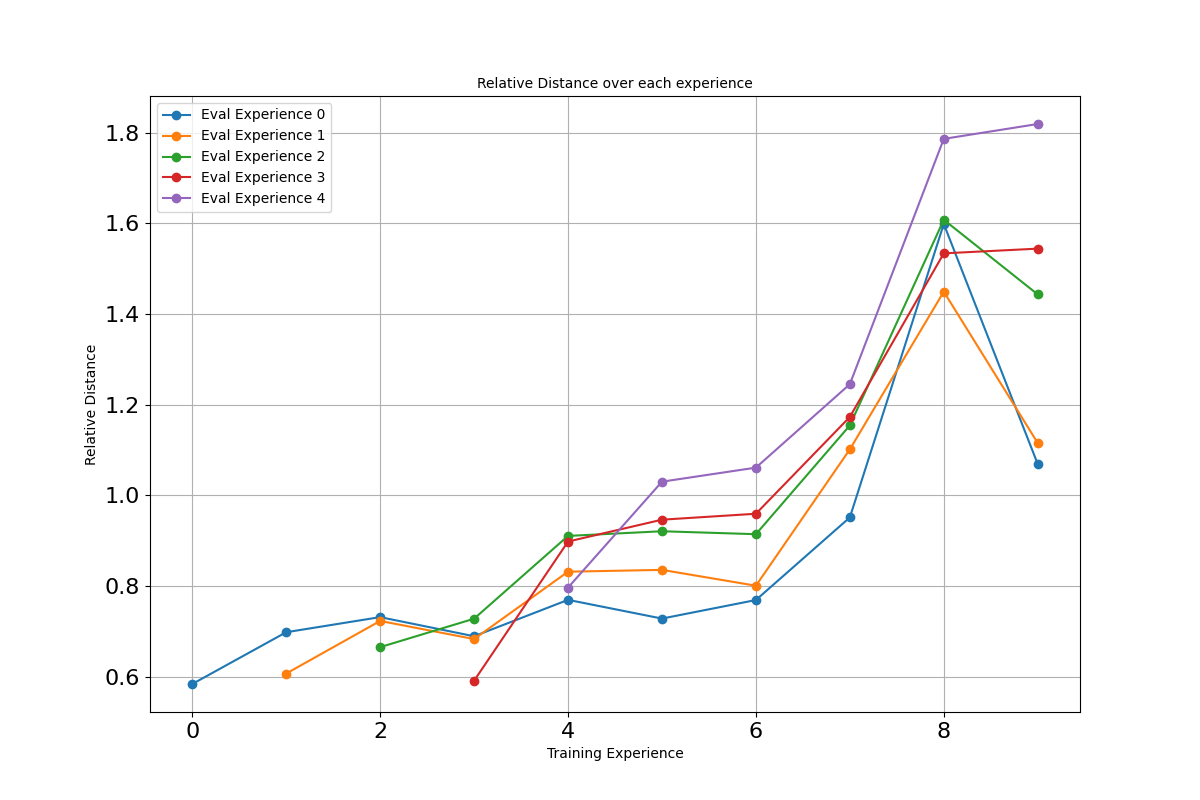 Relative Distance over each experience
Eval Experience 0
Eval Experience 1
Eval Experience 2
Eval Experience 3
Eval Experience 4
1.8
1.6
1.4
1.2
1.0
0.8
0.6
Relative Distance
0 2 4 6 8
Training Experience